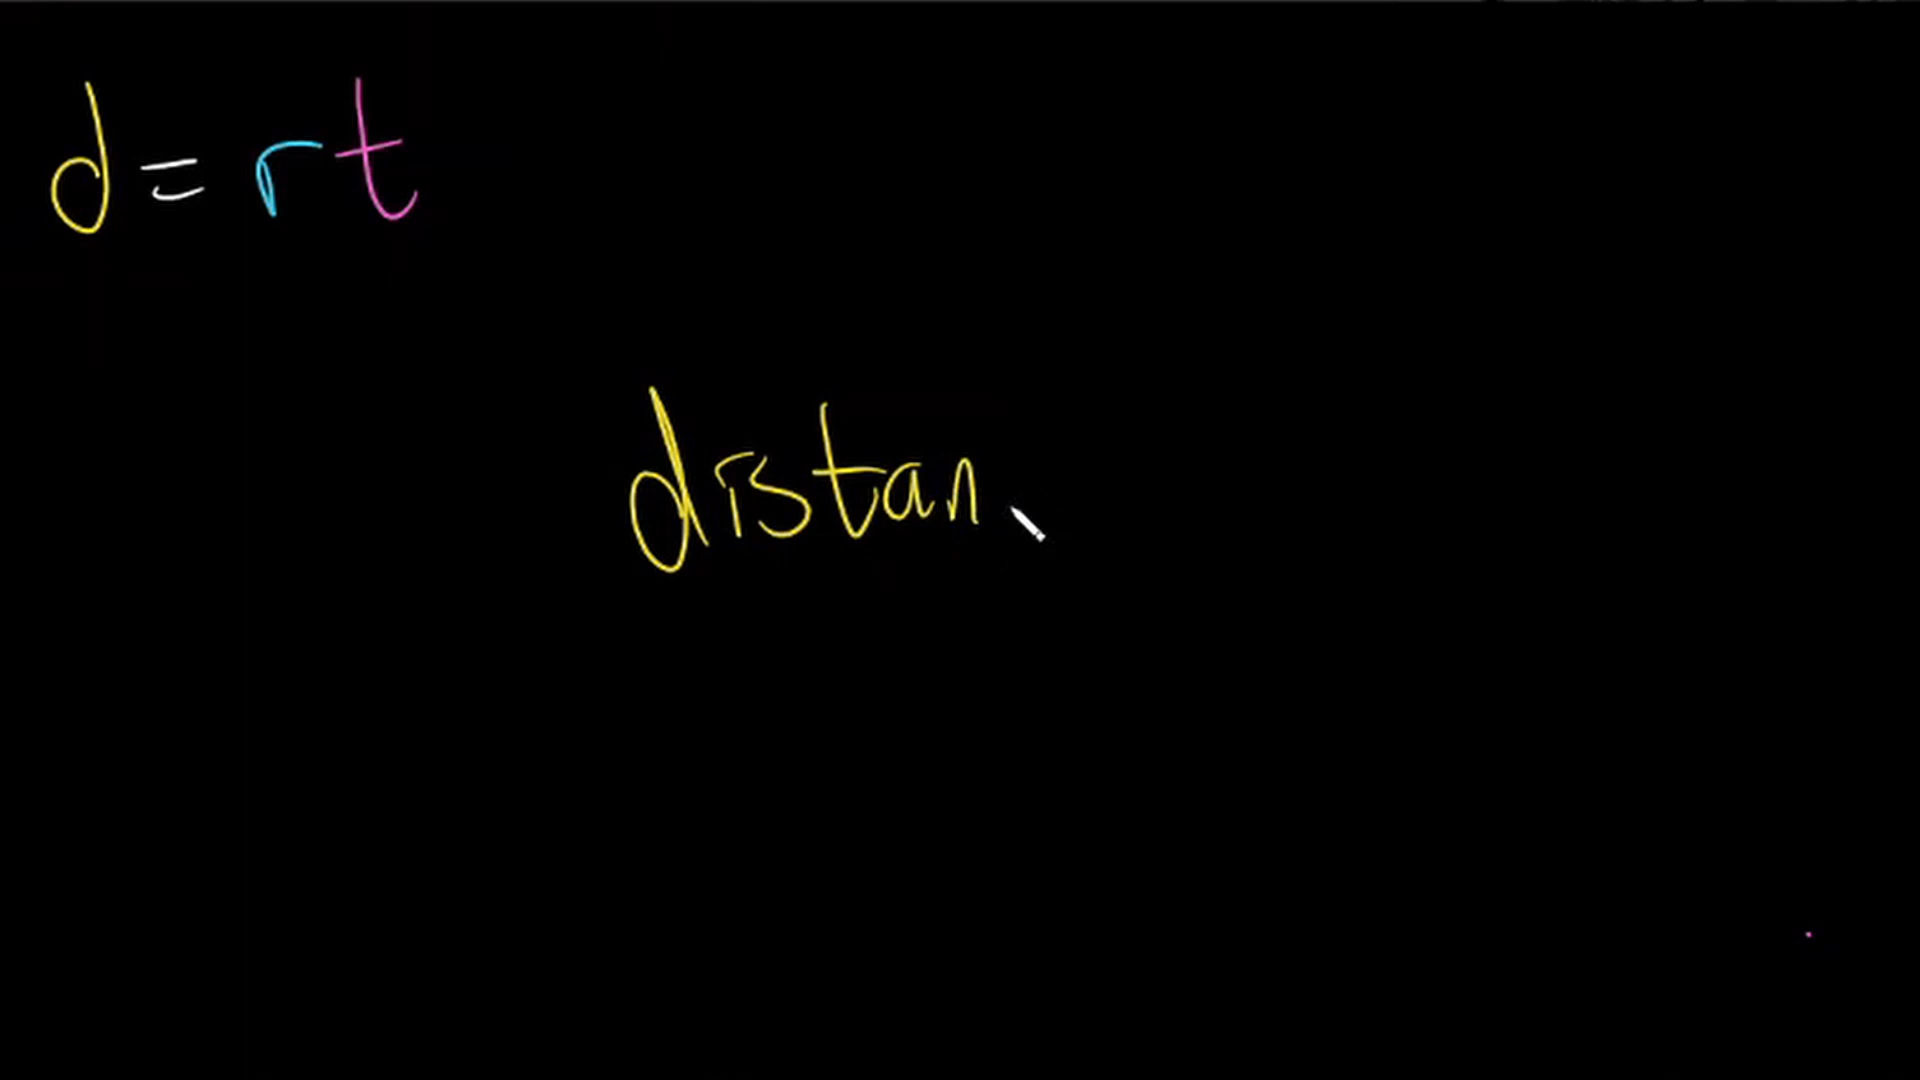 d = rt
distan